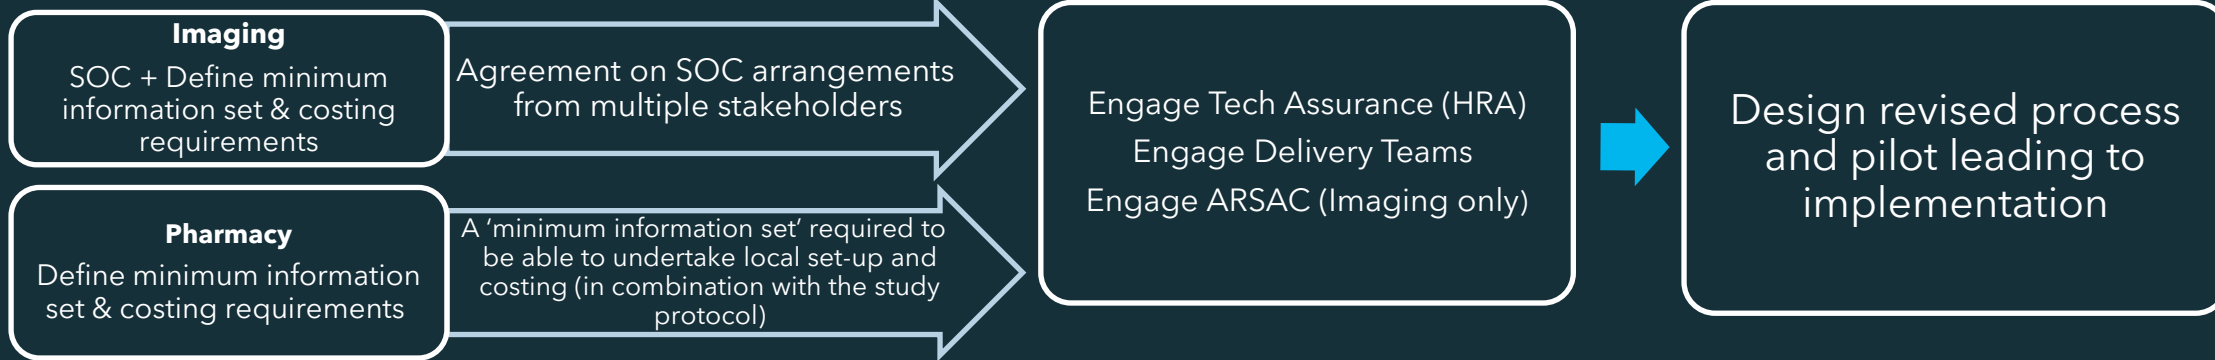 Imaging
SOC + Define minimum
information set & costing
requirements
Agreement on SOC arrangements
from multiple stakeholders
Pharmacy
Define minimum information
set & costing requirements
A ‘minimum information set’ required to
be able to undertake local set-up and
costing (in combination with the study
protocol)
Engage Tech Assurance (HRA)
Engage Delivery Teams
Engage ARSAC (Imaging only)
Design revised process
and pilot leading to
implementation